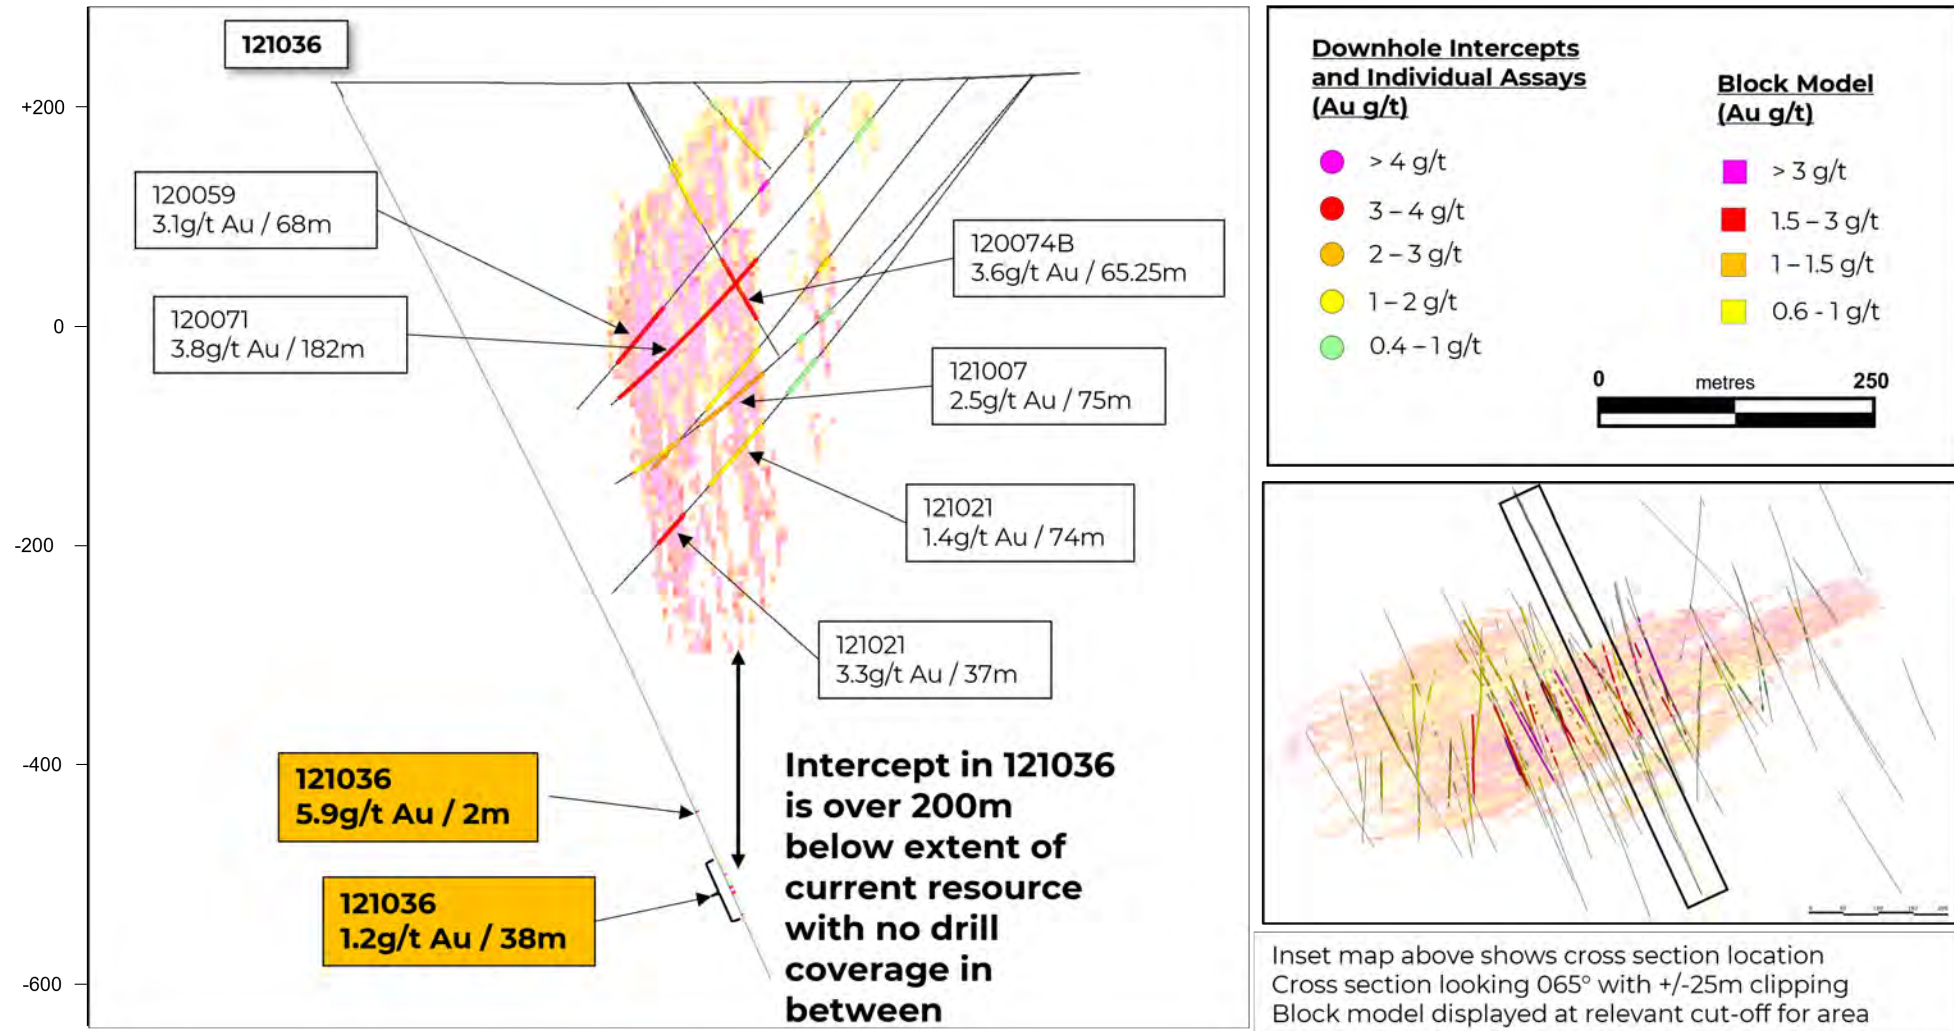 121036
+200
0
-200
-400
-600
120059
3.1g/t Au / 68m
120071
3.8g/t Au / 182m
120074B
3.6g/t Au / 65.25m
121007
2.5g/t Au / 75m
121021
1.4g/t Au / 74m
121021
3.3g/t Au / 37m
121036
5.9g/t Au / 2m
121036
1.2g/t Au / 38m
Intercept in 121036
is over 200m
below extent of
current resource
with no drill
coverage in
between
Downhole Intercepts
and Individual Assays
(Au g/t)
> 4 g/t
3 – 4 g/t
2 – 3 g/t
1 – 2 g/t
0.4 – 1 g/t
Block Model
(Au g/t)
> 3 g/t
1.5 – 3 g/t
1 – 1.5 g/t
0.6 - 1 g/t
0 metres 250
Inset map above shows cross section location
Cross section looking 065° with +/-25m clipping
Block model displayed at relevant cut-off for area